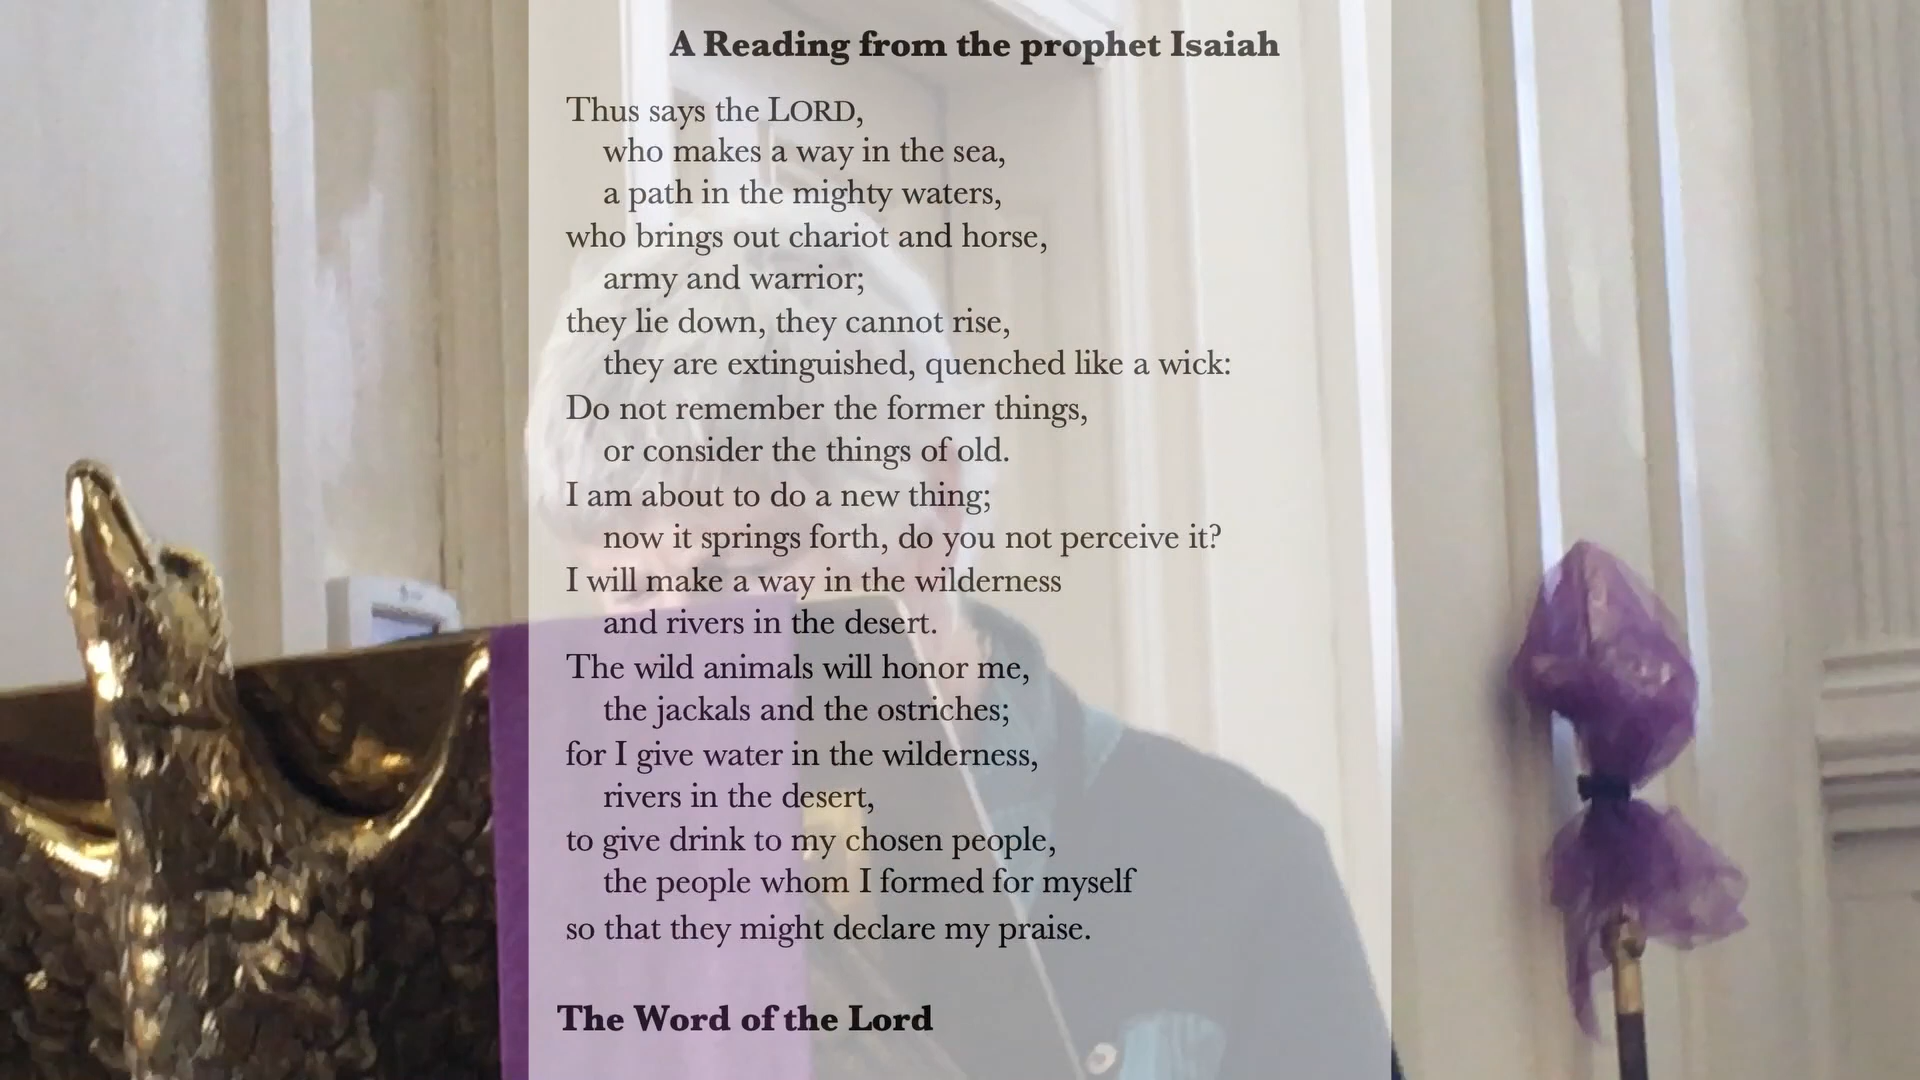 A Reading from the prophet Isaiah
Thus says the LORD,
who makes a way in the sea,
a path in the mighty waters,
who brings out chariot and horse,
army and warrior;
they lie down, they cannot rise,
they are extinguished, quenched like a wick:
Do not remember the former things,
or consider the things of old.
I am about to do a new thing;
now it springs forth, do you not perceive it?
I will make a way in the wilderness
and rivers in the desert.
The wild animals will honor me,
the jackals and the ostriches;
for I give water in the wilderness,
rivers in the desert,
to give drink to my chosen people,
the people whom I formed for myself
so that they might declare my praise.
The Word of the Lord